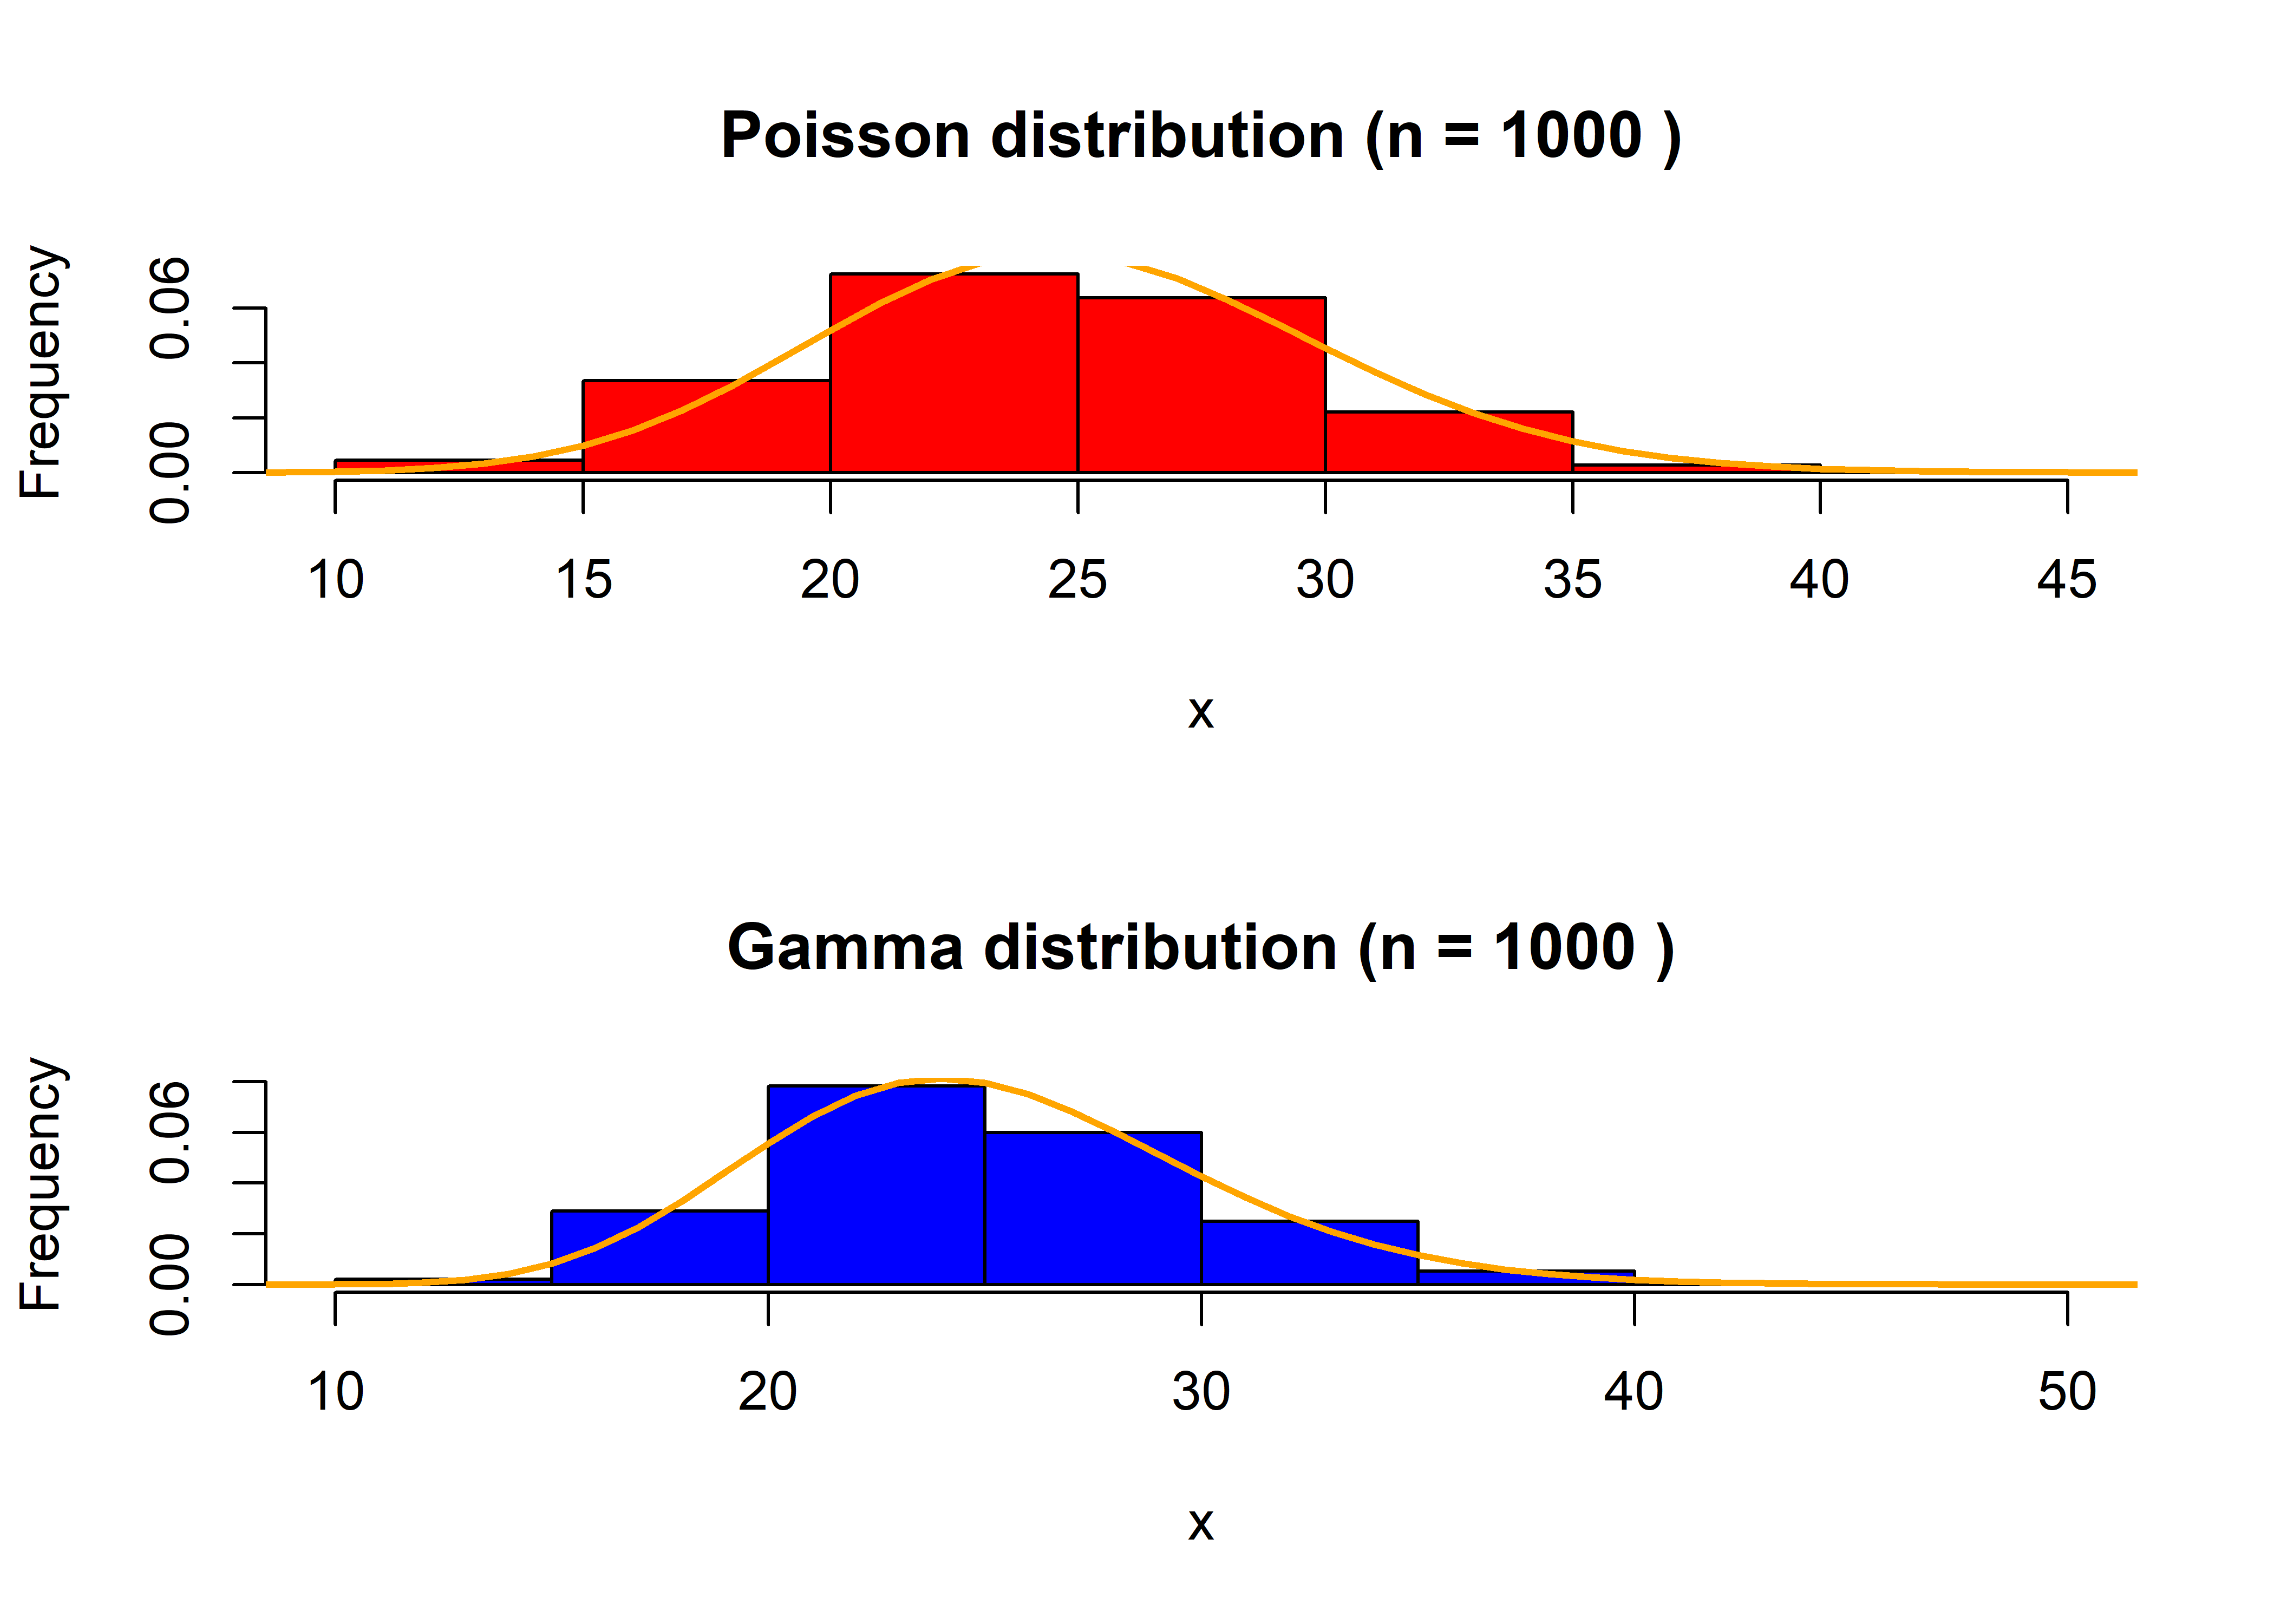 Poisson distribution (n = 1000 )
Frequency
0.00 0.06
10 15 20 25 30 35 40 45
x
Gamma distribution (n = 1000 )
Frequency
0.00 0.06
10 20 30 40 50
x